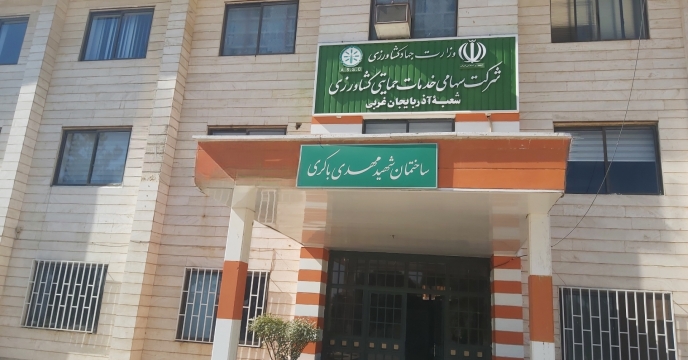 وزارت جهاد کشاورزی
شرکت سهامی خدمات حمایتی کشاورزی
شعبهٔ آذربایجان غربی
ساختمان شهید مهدی باکری